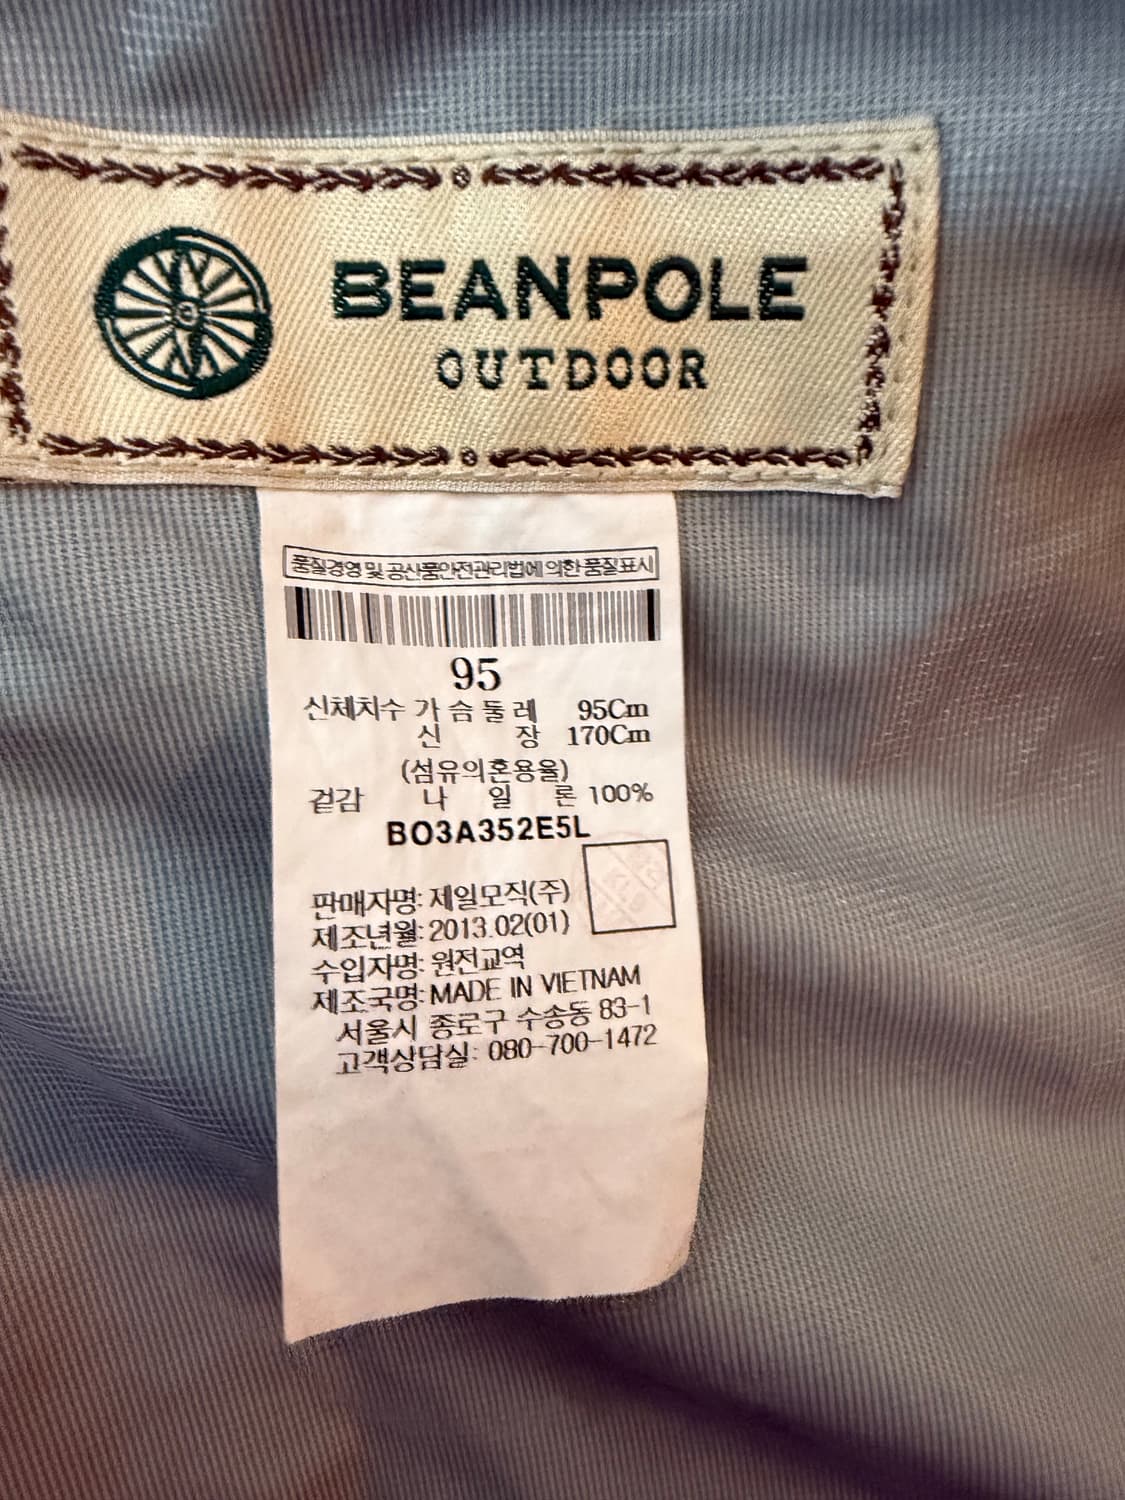 BEANPOLE
OUTDOOR
품질경영 및 공산품안전관리법에 의한 품질표시
95
신체치수 가 슴 둘 레 95Cm
신 장 170Cm
(섬유의혼용율)
겉감 나 일 론 100%
BO3A352E5L
판매자명: 제일모직(주)
제조년월: 2013.02(01)
수입자명: 원전교역
제조국명: MADE IN VIETNAM
서울시 종로구 수송동 83-1
고객상담실: 080-700-1472